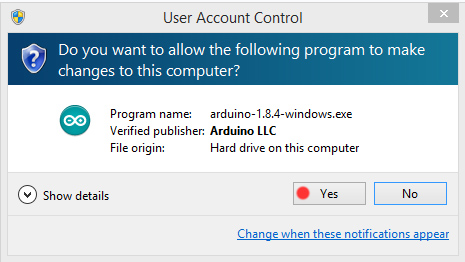 User Account Control
Do you want to allow the following program to make
changes to this computer?
Program name: arduino-1.8.4-windows.exe
Verified publisher: Arduino LLC
File origin: Hard drive on this computer
Show details
Yes
No
Change when these notifications appear